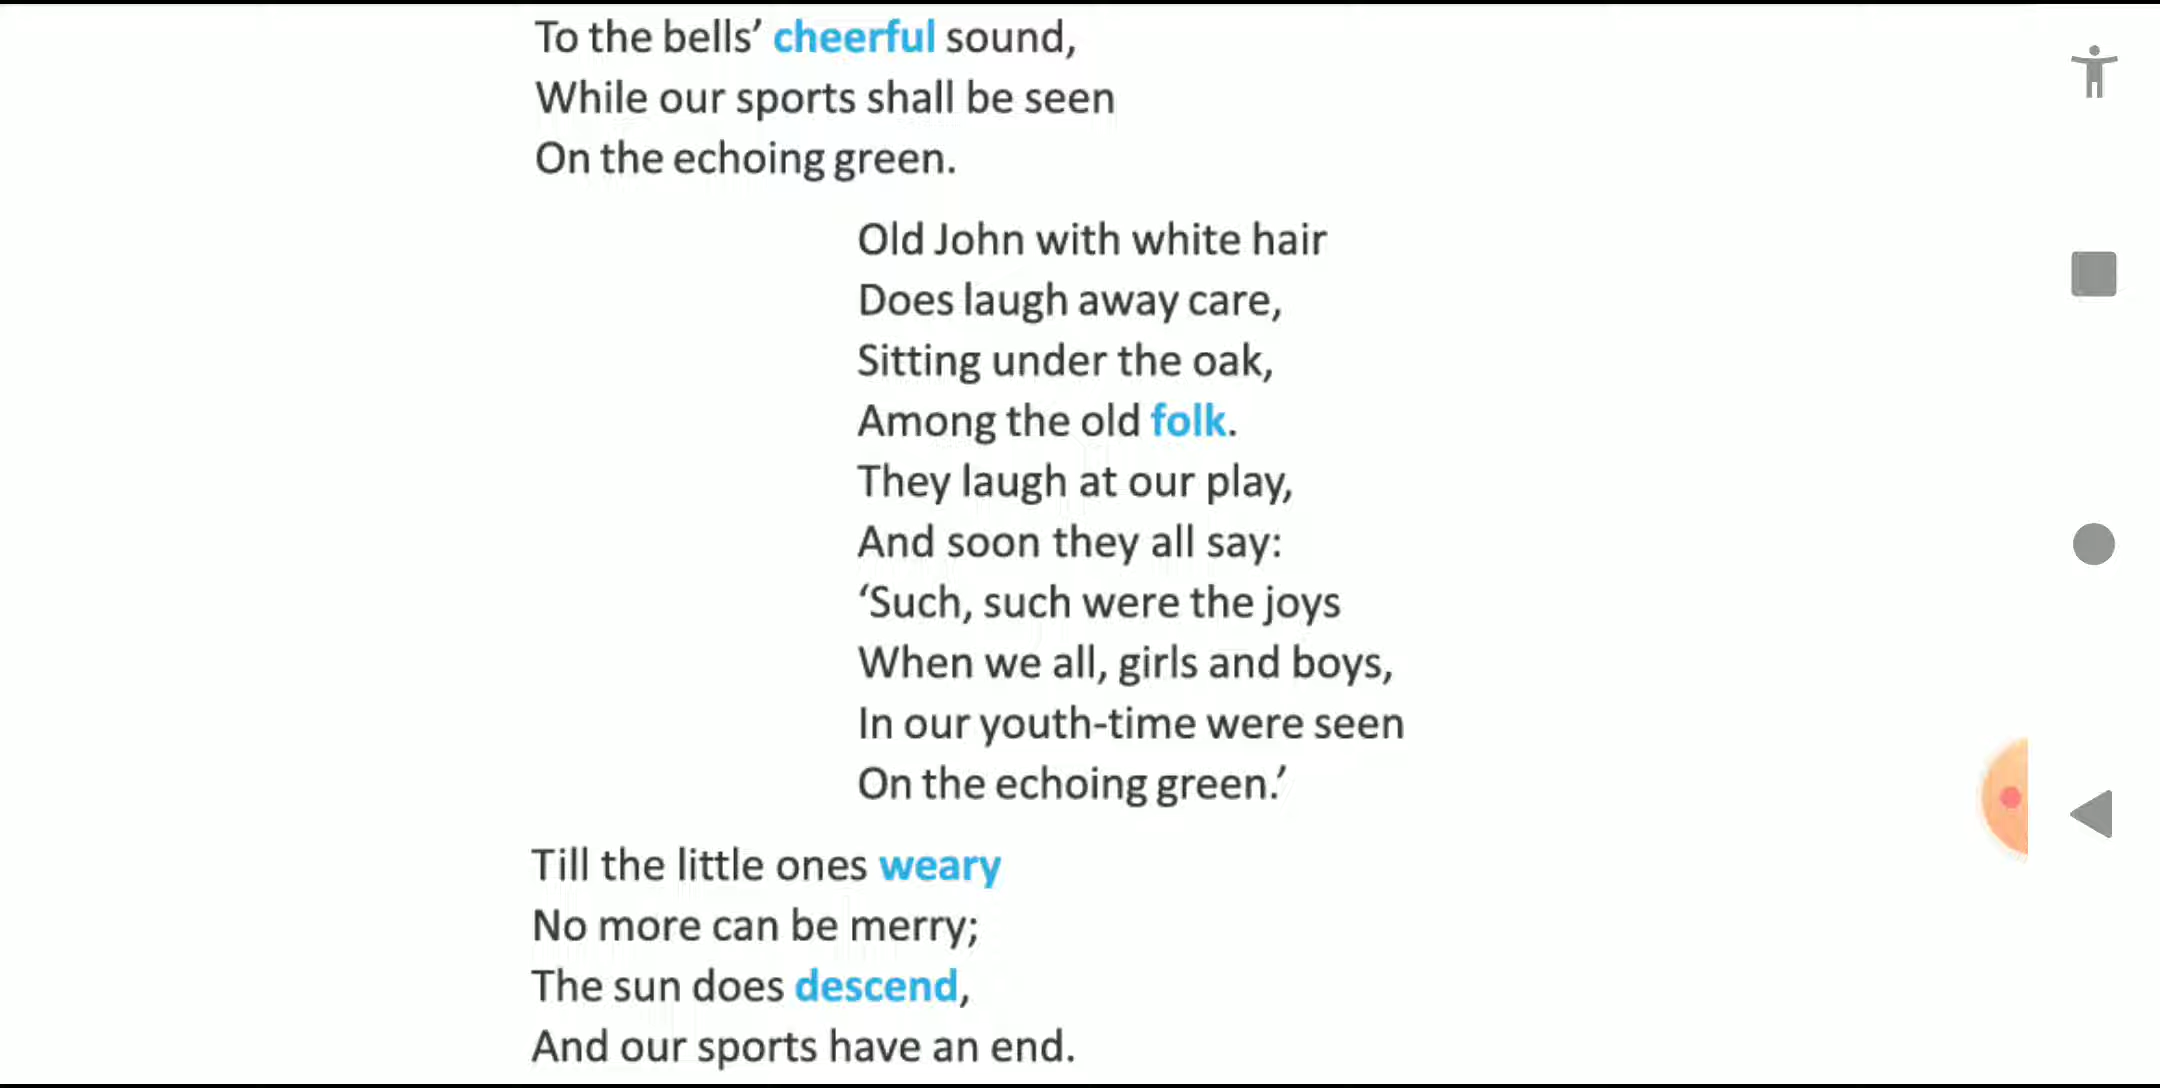 To the bells’ cheerful sound,
While our sports shall be seen
On the echoing green.
Old John with white hair
Does laugh away care,
Sitting under the oak,
Among the old folk.
They laugh at our play,
And soon they all say:
‘Such, such were the joys
When we all, girls and boys,
In our youth-time were seen
On the echoing green.’
Till the little ones weary
No more can be merry;
The sun does descend,
And our sports have an end.